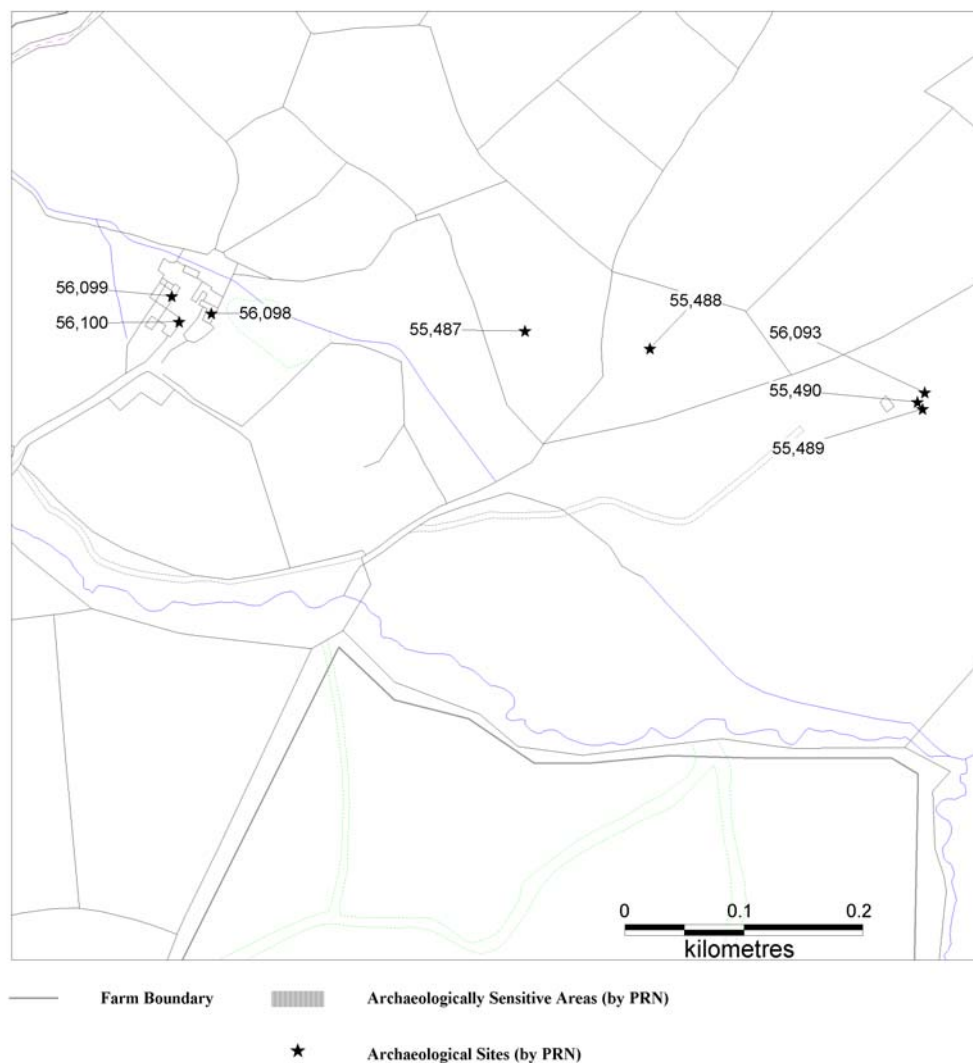 56,099
56,100
56,098
55,487
55,488
56,093
55,490
55,489
0 0.1 0.2
kilometres
Farm Boundary Archaeologically Sensitive Areas (by PRN)
Archaeological Sites (by PRN)